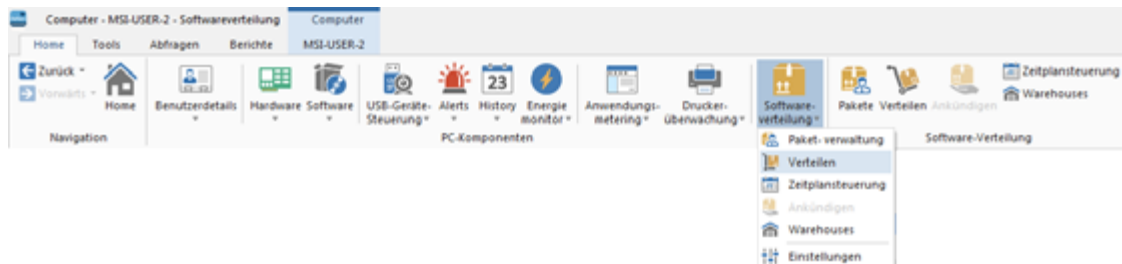 Computer - MSI-USER-2 - Softwareverteilung Computer
Home Tools Abfragen Berichte MSI-USER-2
Zurück
Vorwärts
Home
Benutzerdetails
Hardware
Software
USB-Geräte-
Steuerung
Alerts
23
History
Energie
monitor
Anwendungs-
metering
Drucker-
überwachung
Software-
verteilung
Pakete
Verteilen
Ankündigen
Zeitplansteuerung
Warehouses
Navigation
PC-Komponenten
Software-Verteilung
Paket- verwaltung
Verteilen
Zeitplansteuerung
Ankündigen
Warehouses
Einstellungen